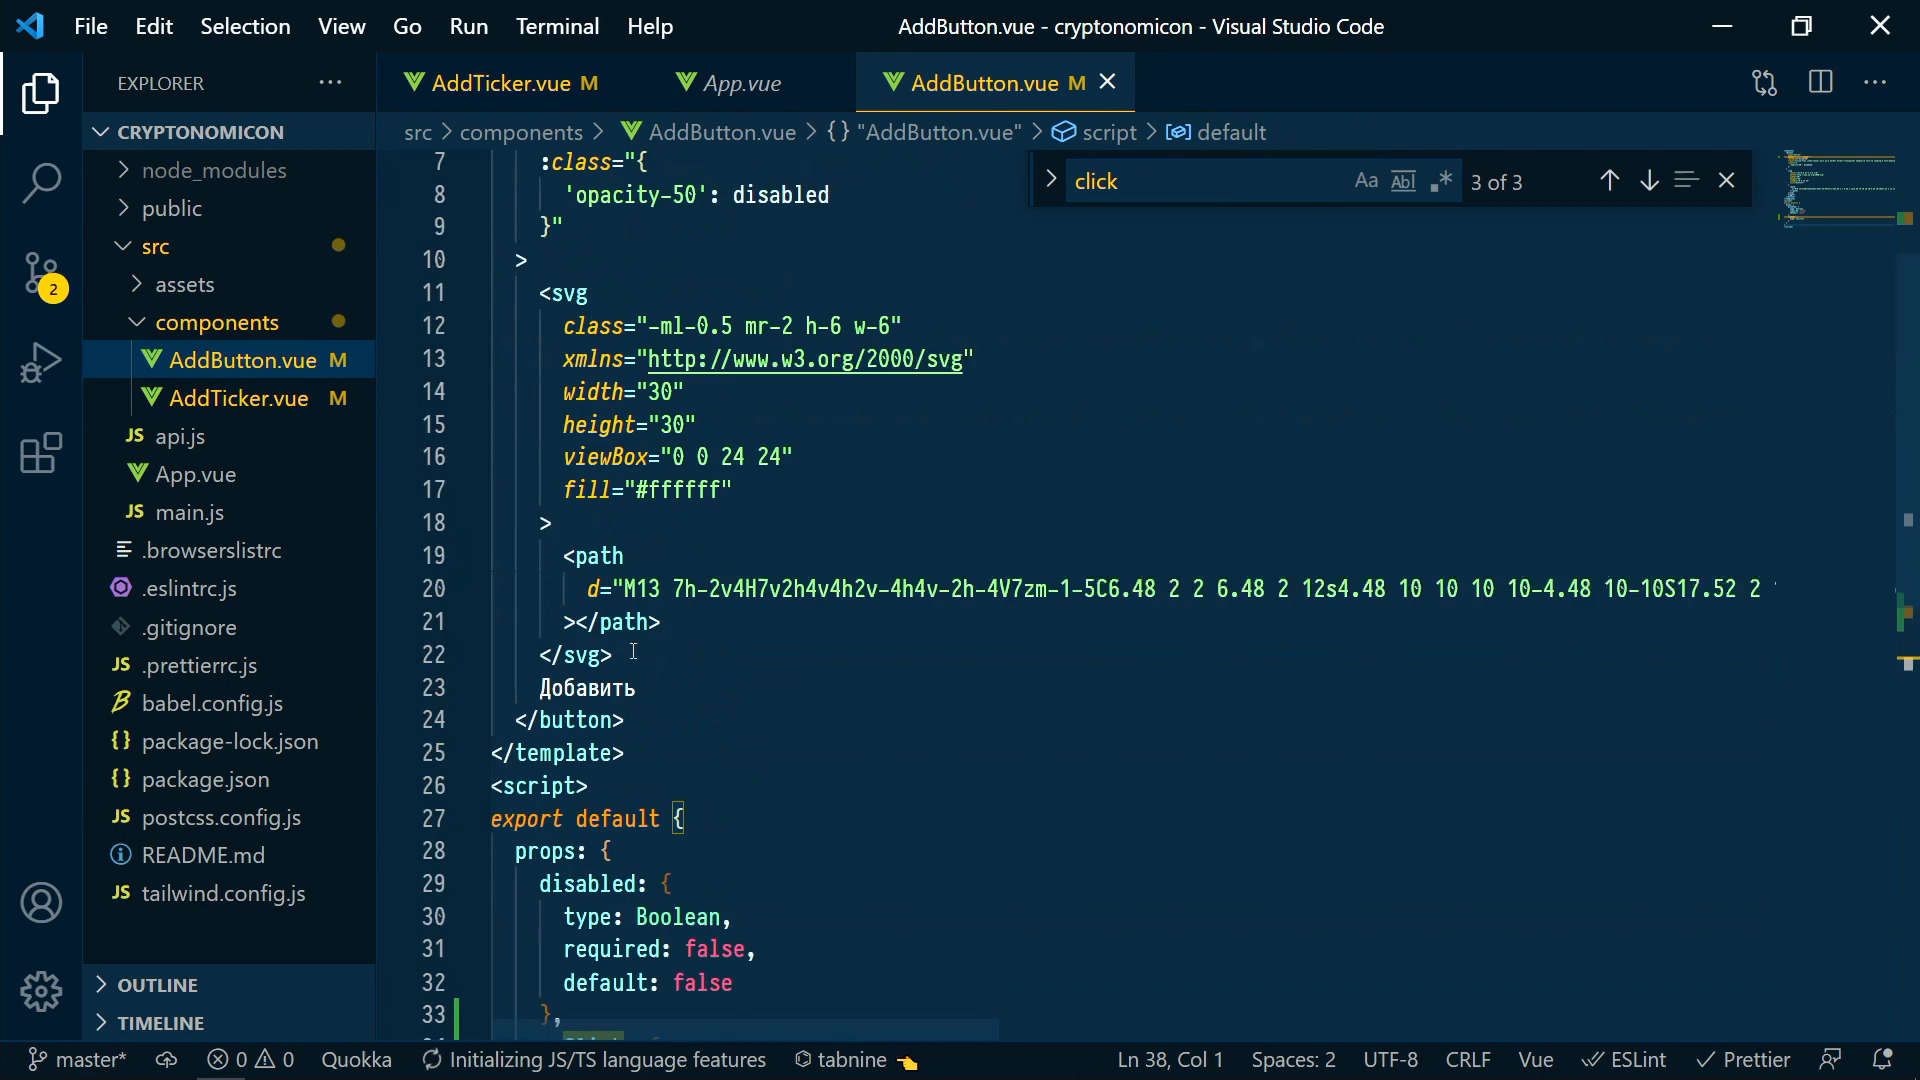 File Edit Selection View Go Run Terminal Help
AddButton.vue - cryptonomicon - Visual Studio Code
EXPLORER
AddTicker.vue M
App.vue
AddButton.vue M
CRYPTONOMICON
src > components > AddButton.vue > {} "AddButton.vue" > script > default
click
Aa Abl .*
3 of 3
node_modules
public
src
assets
components
AddButton.vue M
AddTicker.vue M
JS api.js
App.vue
JS main.js
.browserslistrc
.eslintrc.js
.gitignore
JS .prettierrc.js
babel.config.js
{} package-lock.json
{} package.json
JS postcss.config.js
README.md
JS tailwind.config.js
OUTLINE
TIMELINE
2
7 :class="{
8 'opacity-50': disabled
9 }"
10 >
11 <svg
12 class="-ml-0.5 mr-2 h-6 w-6"
13 xmlns="http://www.w3.org/2000/svg"
14 width="30"
15 height="30"
16 viewBox="0 0 24 24"
17 fill="#ffffff"
18 >
19 <path
20 d="M13 7h-2v4H7v2h4v4h2v-4h4v-2h-4V7zm-1-5C6.48 2 2 6.48 2 12s4.48 10 10 10 10-4.48 10-10S17.52 2
21 ></path>
22 </svg>
23 Добавить
24 </button>
25 </template>
26 <script>
27 export default {
28 props: {
29 disabled: {
30 type: Boolean,
31 required: false,
32 default: false
33 },
master* 0 0 Quokka Initializing JS/TS language features tabnine Ln 38, Col 1 Spaces: 2 UTF-8 CRLF Vue ESLint Prettier